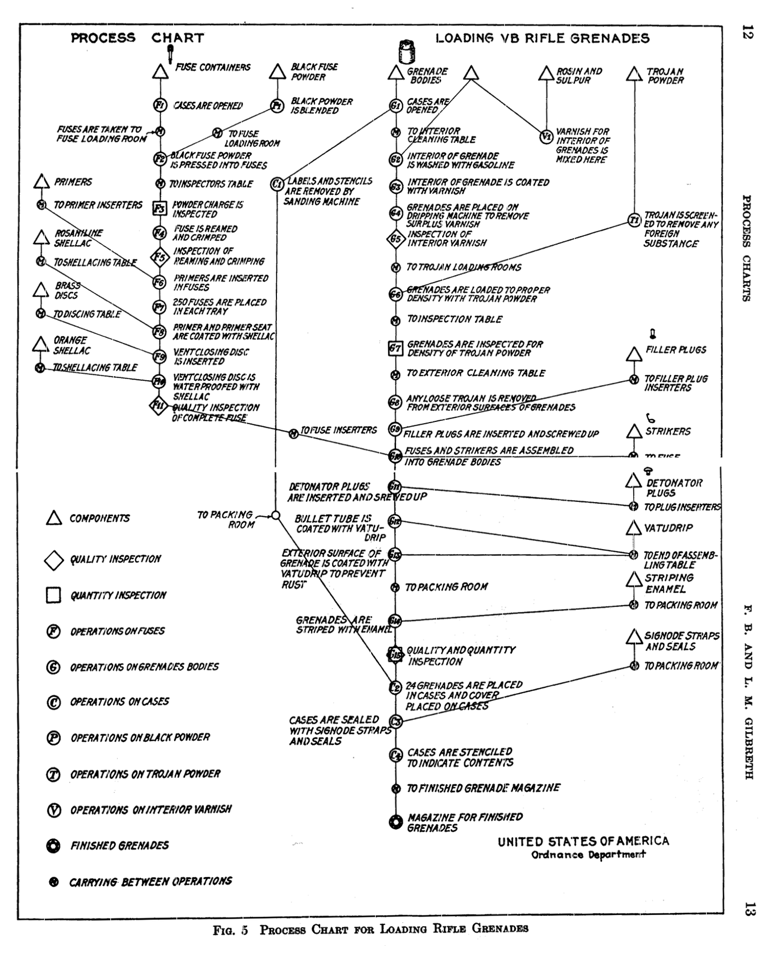 PROCESS CHART
LOADING VB RIFLE GRENADES
12
PROCESS CHARTS
F. B. AND L. M. GILBRETH
13
FUSE CONTAINERS
BLACK FUSE
POWDER
GRENADE
BODIES
ROSIN AND
SULPUR
TROJAN
POWDER
F1
CASES ARE OPENED
P1
BLACK POWDER
IS BLENDED
G1
CASES ARE
OPENED
FUSES ARE TAKEN TO
FUSE LOADING ROOM
TO FUSE
LOADING ROOM
TO INTERIOR
CLEANING TABLE
V1
VARNISH FOR
INTERIOR OF
GRENADES IS
MIXED HERE
F2
BLACK FUSE POWDER
IS PRESSED INTO FUSES
G2
INTERIOR OF GRENADE
IS WASHED WITH GASOLINE
PRIMERS
TO INSPECTORS TABLE
C1
LABELS AND STENCILS
ARE REMOVED BY
SANDING MACHINE
G3
INTERIOR OF GRENADE IS COATED
WITH VARNISH
TO PRIMER INSERTERS
F3
POWDER CHARGE IS
INSPECTED
G4
GRENADES ARE PLACED ON
DRIPPING MACHINE TO REMOVE
SURPLUS VARNISH
T1
TROJAN IS SCREEN-
ED TO REMOVE ANY
FOREIGN
SUBSTANCE
ROSANILINE
SHELLAC
F4
FUSE IS REAMED
AND CRIMPED
G5
INSPECTION OF
INTERIOR VARNISH
TO SHELLACING TABLE
F5
INSPECTION OF
REAMING AND CRIMPING
TO TROJAN LOADING ROOMS
BRASS
DISCS
F6
PRIMERS ARE INSERTED
IN FUSES
G6
GRENADES ARE LOADED TO PROPER
DENSITY WITH TROJAN POWDER
TO DISCING TABLE
F7
250 FUSES ARE PLACED
IN EACH TRAY
TO INSPECTION TABLE
ORANGE
SHELLAC
F8
PRIMER AND PRIMER SEAT
ARE COATED WITH SHELLAC
G7
GRENADES ARE INSPECTED FOR
DENSITY OF TROJAN POWDER
FILLER PLUGS
TO SHELLACING TABLE
F9
VENT CLOSING DISC
IS INSERTED
TO EXTERIOR CLEANING TABLE
TO FILLER PLUG
INSERTERS
F10
VENT CLOSING DISC IS
WATERPROOFED WITH
SHELLAC
G8
ANY LOOSE TROJAN IS REMOVED
FROM EXTERIOR SURFACES OF GRENADES
F11
QUALITY INSPECTION
OF COMPLETE FUSE
TO FUSE INSERTERS
G9
FILLER PLUGS ARE INSERTED AND SCREWED UP
STRIKERS
G10
FUSES AND STRIKERS ARE ASSEMBLED
INTO GRENADE BODIES
TO FUSE
DETONATOR PLUGS
ARE INSERTED AND SREWED UP
G11
DETONATOR
PLUGS
TO PLUG INSERTERS
TO PACKING
ROOM
BULLET TUBE IS
COATED WITH VATU-
DRIP
G12
VATUDRIP
EXTERIOR SURFACE OF
GRENADE IS COATED WITH
VATUDRIP TO PREVENT
RUST
G13
TO END OF ASSEMB-
LING TABLE
STRIPING
ENAMEL
TO PACKING ROOM
TO PACKING ROOM
GRENADES ARE
STRIPED WITH ENAMEL
G14
SIGNODE STRAPS
AND SEALS
G15
QUALITY AND QUANTITY
INSPECTION
TO PACKING ROOM
C2
24 GRENADES ARE PLACED
IN CASES AND COVER
PLACED ON CASES
CASES ARE SEALED
WITH SIGNODE STRAPS
AND SEALS
C3
C4
CASES ARE STENCILED
TO INDICATE CONTENTS
TO FINISHED GRENADE MAGAZINE
MAGAZINE FOR FINISHED
GRENADES
COMPONENTS
QUALITY INSPECTION
QUANTITY INSPECTION
F OPERATIONS ON FUSES
G OPERATIONS ON GRENADES BODIES
C OPERATIONS ON CASES
P OPERATIONS ON BLACK POWDER
T OPERATIONS ON TROJAN POWDER
V OPERATIONS ON INTERIOR VARNISH
FINISHED GRENADES
M CARRYING BETWEEN OPERATIONS
UNITED STATES OF AMERICA
Ordnance Department
FIG. 5 PROCESS CHART FOR LOADING RIFLE GRENADES